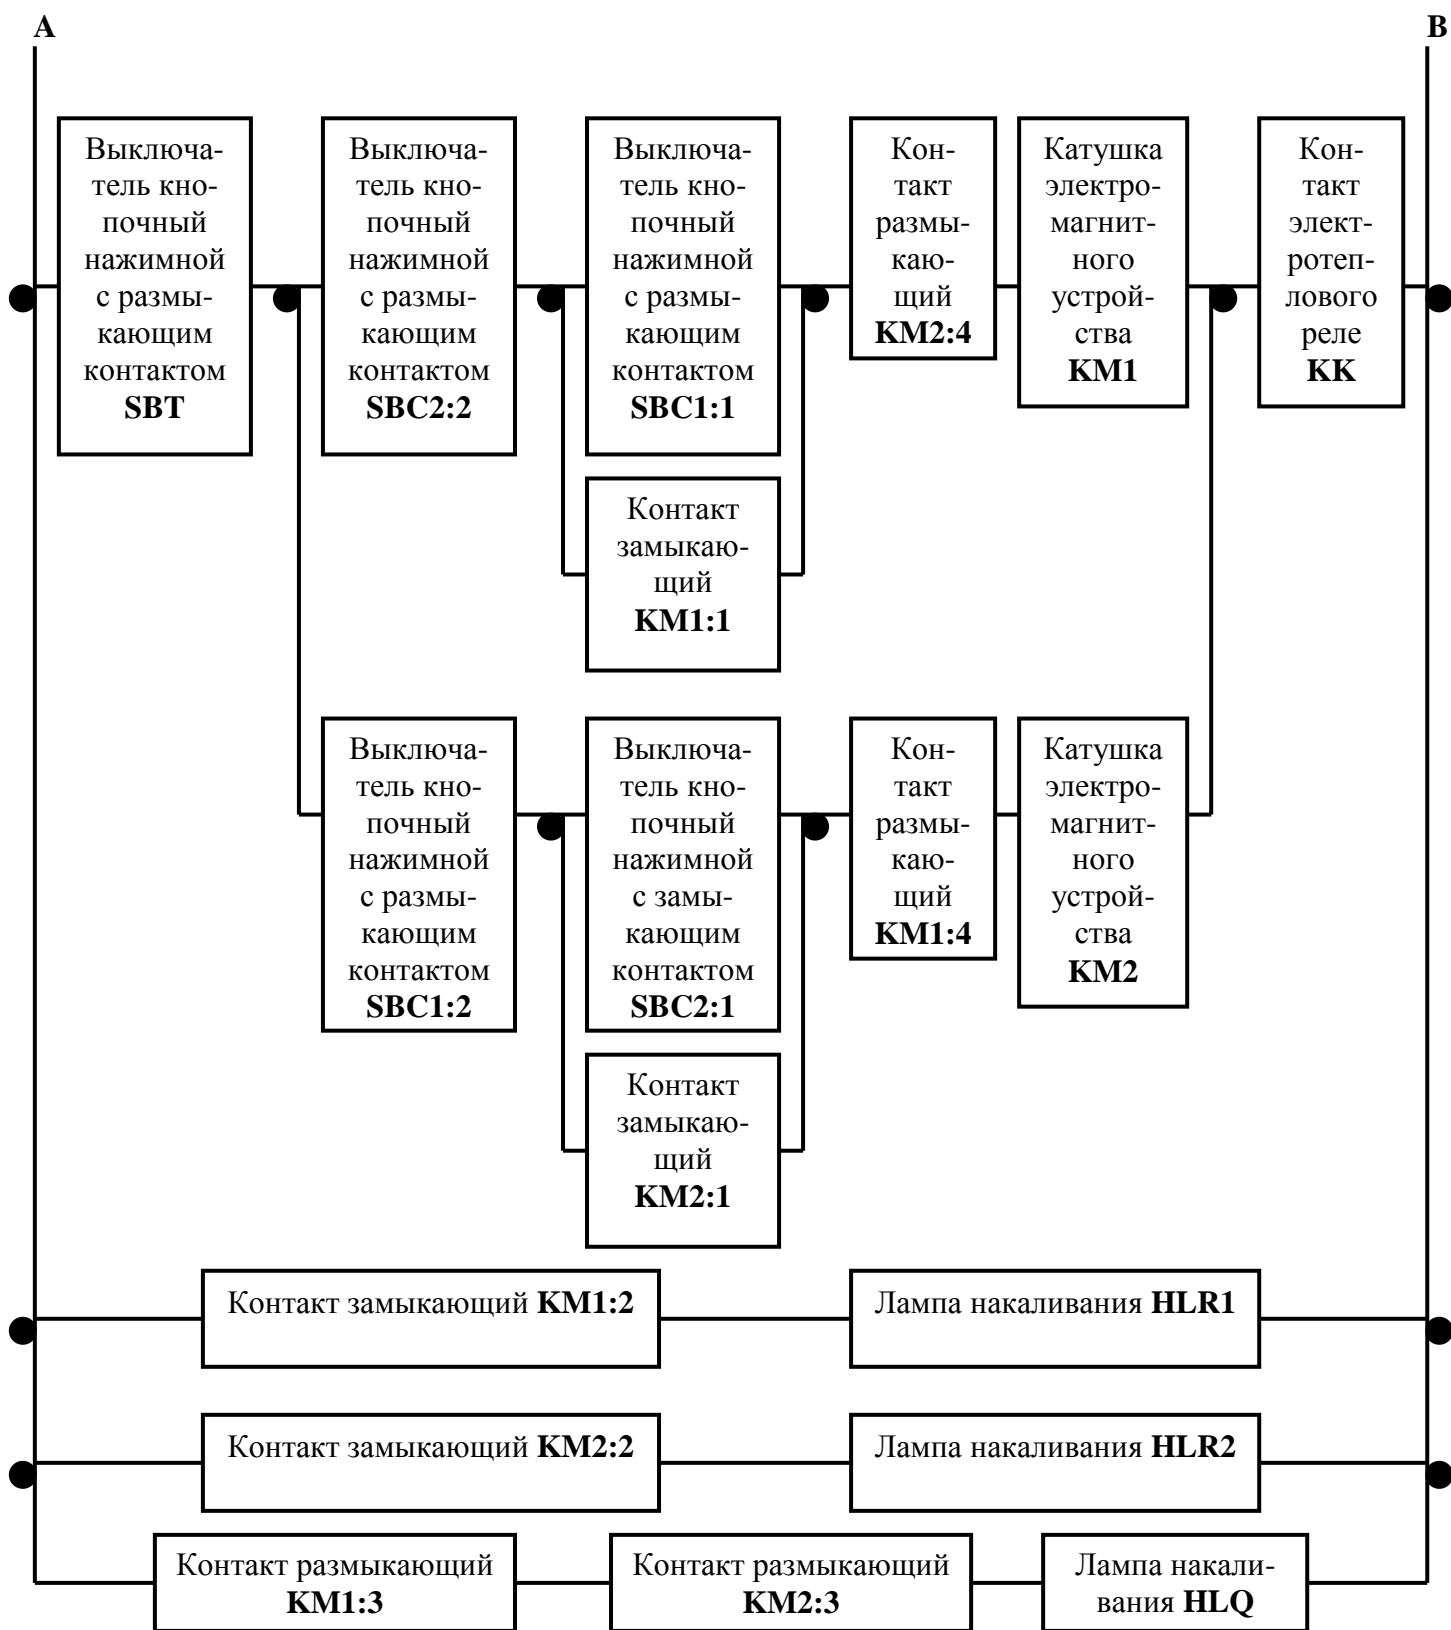 A
B
Выключа-
тель кно-
почный
нажимной
с размы-
кающим
контактом
SBT
Выключа-
тель кно-
почный
нажимной
с размы-
кающим
контактом
SBC2:2
Выключа-
тель кно-
почный
нажимной
с размы-
кающим
контактом
SBC1:1
Кон-
такт
размы-
каю-
щий
KM2:4
Катушка
электро-
магнит-
ного
устрой-
ства
KM1
Кон-
такт
элект-
ротеп-
лового
реле
KK
Контакт
замыкаю-
щий
KM1:1
Выключа-
тель кно-
почный
нажимной
с размы-
кающим
контактом
SBC1:2
Выключа-
тель кно-
почный
нажимной
с замы-
кающим
контактом
SBC2:1
Кон-
такт
размы-
каю-
щий
KM1:4
Катушка
электро-
магнит-
ного
устрой-
ства
KM2
Контакт
замыкаю-
щий
KM2:1
Контакт замыкающий KM1:2
Лампа накаливания HLR1
Контакт замыкающий KM2:2
Лампа накаливания HLR2
Контакт размыкающий
KM1:3
Контакт размыкающий
KM2:3
Лампа накали-
вания HLQ